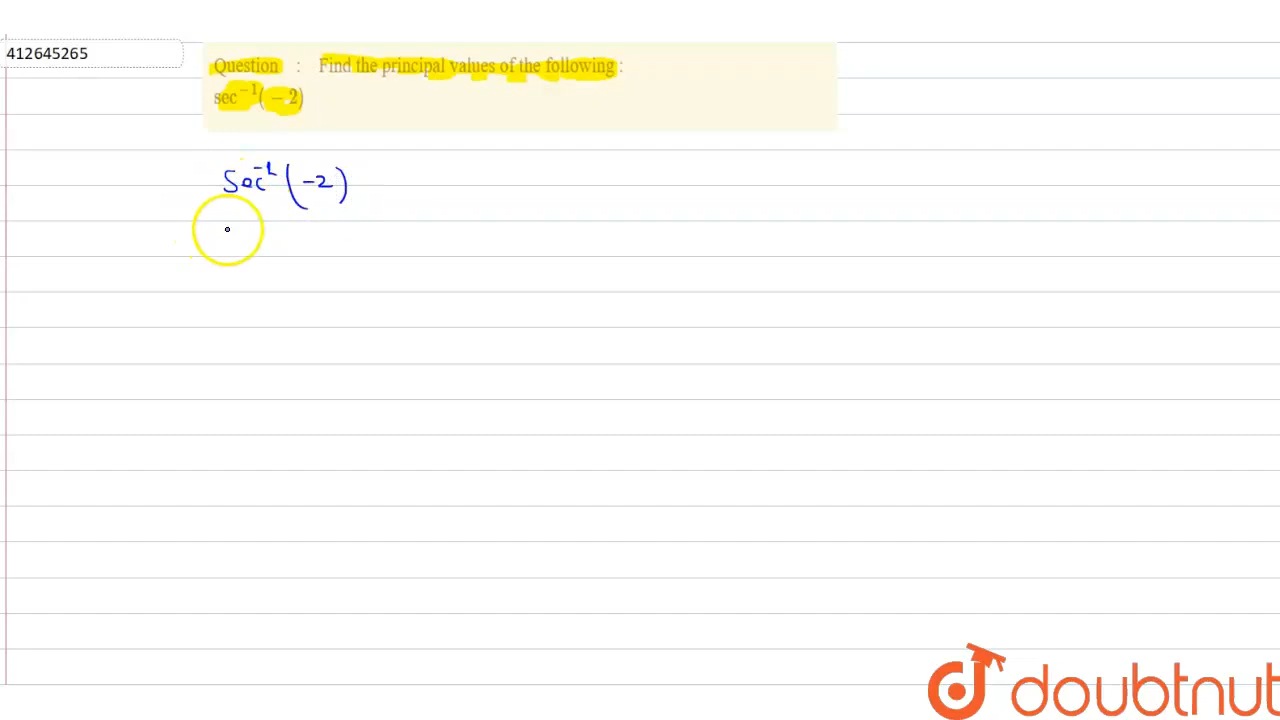 412645265
Question : Find the principal values of the following :
sec⁻¹(− 2)
Sec⁻¹(−2)
doubtnut